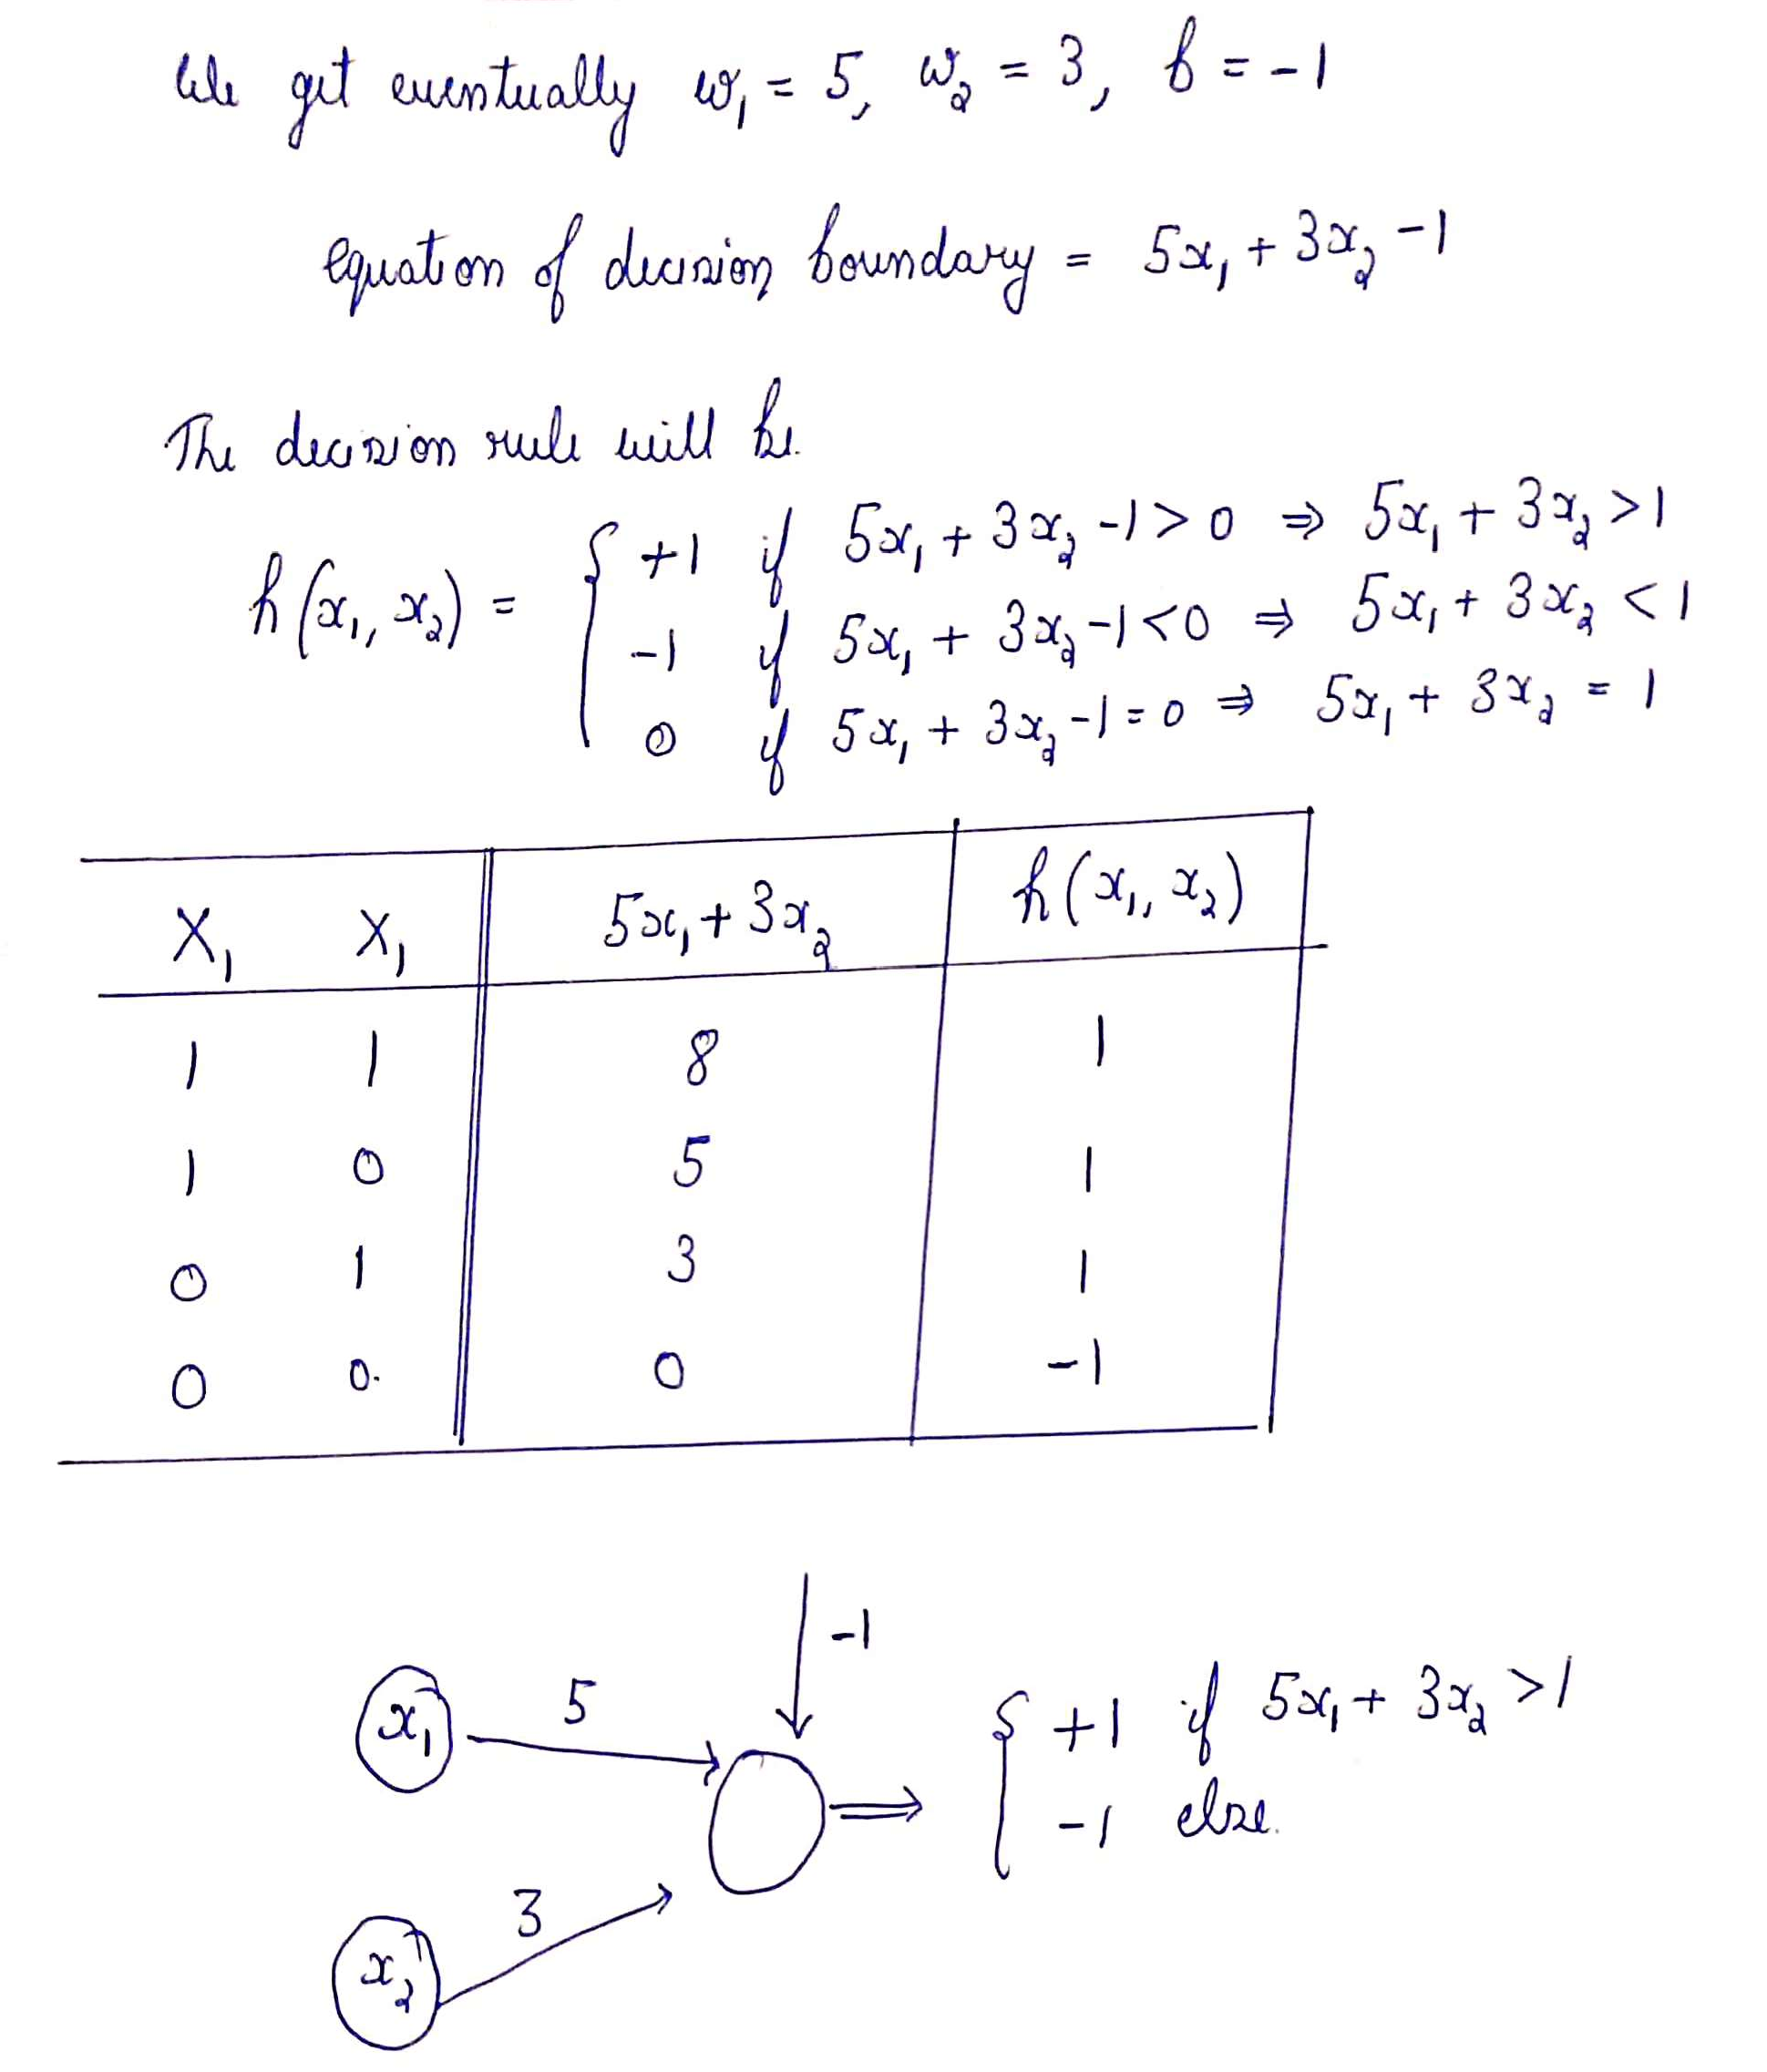 We get eventually w₁ = 5, w₂ = 3, b = -1
equation of decision boundary = 5x₁ + 3x₂ - 1
The decision rule will be.
h(x₁, x₂) = { +1 if 5x₁ + 3x₂ - 1 > 0 ⇒ 5x₁ + 3x₂ > 1
-1 if 5x₁ + 3x₂ - 1 < 0 ⇒ 5x₁ + 3x₂ < 1
0 if 5x₁ + 3x₂ - 1 = 0 ⇒ 5x₁ + 3x₂ = 1
X₁ X₁ 5x₁ + 3x₂ h(x₁, x₂)
1 1 8 1
1 0 5 1
0 1 3 1
0 0. 0 -1
-1
x₁ 5 ⇒ { +1 if 5x₁ + 3x₂ > 1
-1 else.
x₂ 3